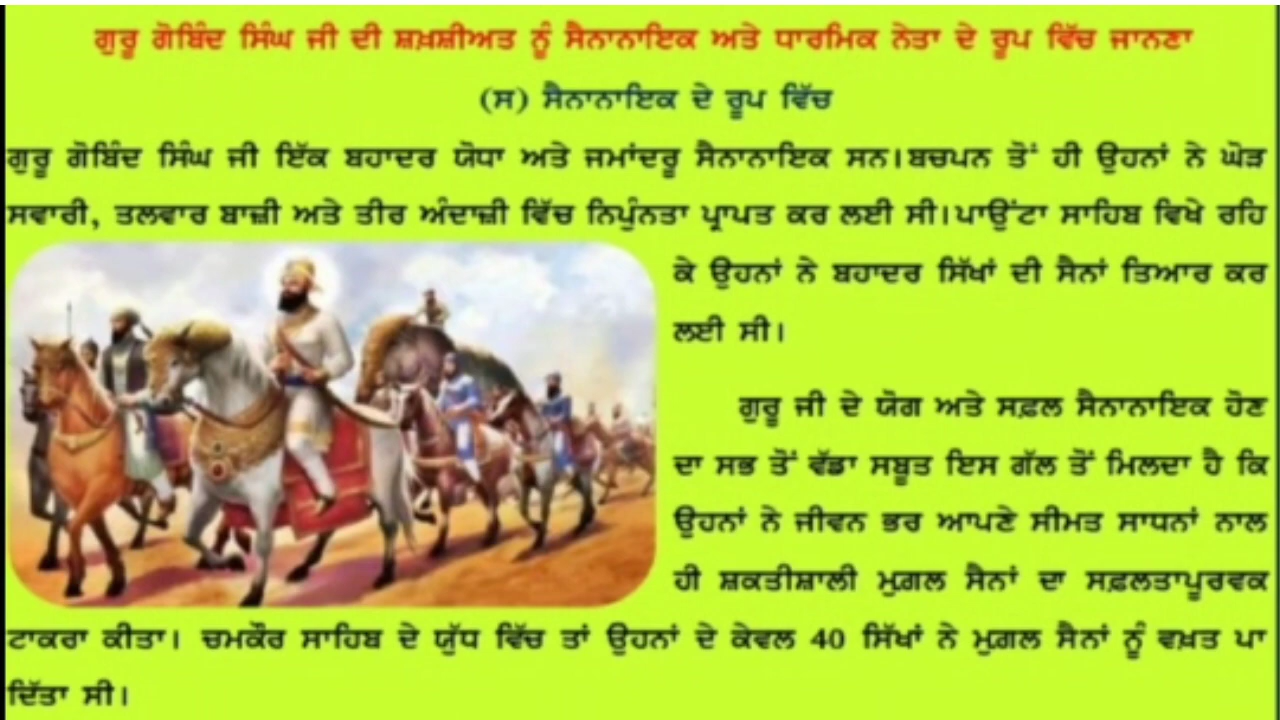 ਗੁਰੂ ਗੋਬਿੰਦ ਸਿੰਘ ਜੀ ਦੀ ਸ਼ਖ਼ਸ਼ੀਅਤ ਨੂੰ ਸੈਨਾਨਾਇਕ ਅਤੇ ਧਾਰਮਿਕ ਨੇਤਾ ਦੇ ਰੂਪ ਵਿੱਚ ਜਾਨਣਾ
(ਸ) ਸੈਨਾਨਾਇਕ ਦੇ ਰੂਪ ਵਿੱਚ
ਗੁਰੂ ਗੋਬਿੰਦ ਸਿੰਘ ਜੀ ਇੱਕ ਬਹਾਦਰ ਯੋਧਾ ਅਤੇ ਜਮਾਂਦਰੂ ਸੈਨਾਨਾਇਕ ਸਨ।ਬਚਪਨ ਤੋਂ ਹੀ ਉਹਨਾਂ ਨੇ ਘੋੜ
ਸਵਾਰੀ, ਤਲਵਾਰ ਬਾਜ਼ੀ ਅਤੇ ਤੀਰ ਅੰਦਾਜ਼ੀ ਵਿੱਚ ਨਿਪੁੰਨਤਾ ਪ੍ਰਾਪਤ ਕਰ ਲਈ ਸੀ।ਪਾਉਂਟਾ ਸਾਹਿਬ ਵਿਖੇ ਰਹਿ
ਕੇ ਉਹਨਾਂ ਨੇ ਬਹਾਦਰ ਸਿੱਖਾਂ ਦੀ ਸੈਨਾਂ ਤਿਆਰ ਕਰ
ਲਈ ਸੀ।
ਗੁਰੂ ਜੀ ਦੇ ਯੋਗ ਅਤੇ ਸਫ਼ਲ ਸੈਨਾਨਾਇਕ ਹੋਣ
ਦਾ ਸਭ ਤੋਂ ਵੱਡਾ ਸਬੂਤ ਇਸ ਗੱਲ ਤੋਂ ਮਿਲਦਾ ਹੈ ਕਿ
ਉਹਨਾਂ ਨੇ ਜੀਵਨ ਭਰ ਆਪਣੇ ਸੀਮਤ ਸਾਧਨਾਂ ਨਾਲ
ਹੀ ਸ਼ਕਤੀਸ਼ਾਲੀ ਮੁਗ਼ਲ ਸੈਨਾਂ ਦਾ ਸਫ਼ਲਤਾਪੂਰਵਕ
ਟਾਕਰਾ ਕੀਤਾ। ਚਮਕੌਰ ਸਾਹਿਬ ਦੇ ਯੁੱਧ ਵਿੱਚ ਤਾਂ ਉਹਨਾਂ ਦੇ ਕੇਵਲ 40 ਸਿੱਖਾਂ ਨੇ ਮੁਗ਼ਲ ਸੈਨਾਂ ਨੂੰ ਵਖ਼ਤ ਪਾ
ਦਿੱਤਾ ਸੀ।